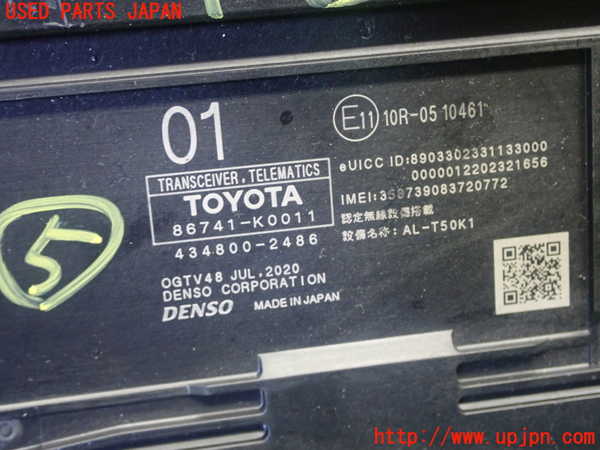 USED PARTS JAPAN
01
E11 10R-05 10461
TRANSCEIVER, TELEMATICS
TOYOTA
86741-K0011
434800-2486
eUICC ID:8903302331133000
0000012202321656
IMEI:358739083720772
認定無線設備搭載
設備名称: AL-T50K1
OGTV48 JUL,2020
DENSO CORPORATION
DENSO MADE IN JAPAN
5
http://www.upjpn.com/